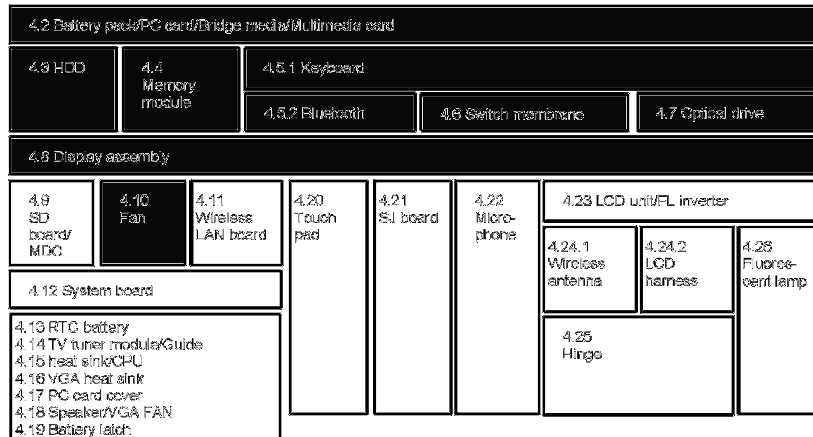 4.2 Battery pack/PC card/Bridge media/Multimedia card
4.3 HDD
4.4
Memory
module
4.5.1 Keyboard
4.5.2 Bluetooth
4.6 Switch membrane
4.7 Optical drive
4.8 Display assembly
4.9
SD
board/
MDC
4.10
Fan
4.11
Wireless
LAN board
4.20
Touch
pad
4.21
SJ board
4.22
Micro-
phone
4.23 LCD unit/FL inverter
4.24.1
Wireless
antenna
4.24.2
LCD
harness
4.26
Fluores-
cent lamp
4.12 System board
4.25
Hinge
4.13 RTC battery
4.14 TV tuner module/Guide
4.15 heat sink/CPU
4.16 VGA heat sink
4.17 PC card cover
4.18 Speaker/VGA FAN
4.19 Battery latch